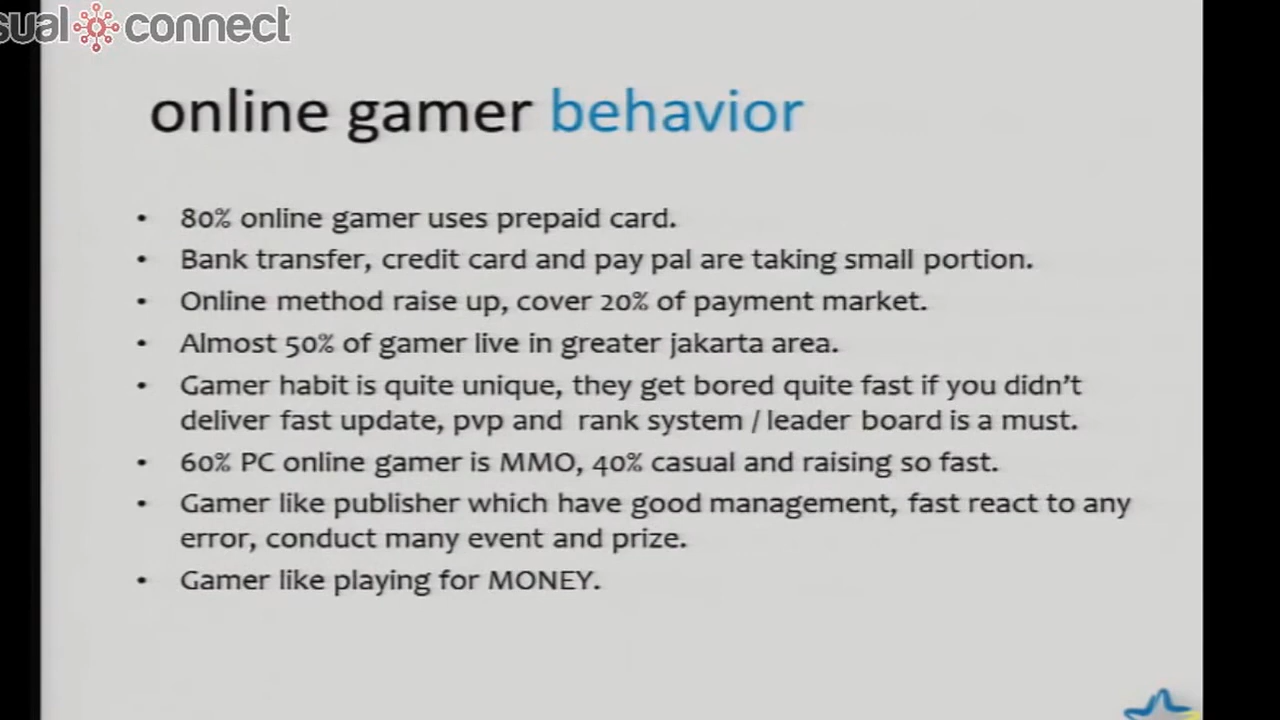 sual connect
online gamer behavior
• 80% online gamer uses prepaid card.
• Bank transfer, credit card and pay pal are taking small portion.
• Online method raise up, cover 20% of payment market.
• Almost 50% of gamer live in greater jakarta area.
• Gamer habit is quite unique, they get bored quite fast if you didn't
deliver fast update, pvp and rank system / leader board is a must.
• 60% PC online gamer is MMO, 40% casual and raising so fast.
• Gamer like publisher which have good management, fast react to any
error, conduct many event and prize.
• Gamer like playing for MONEY.